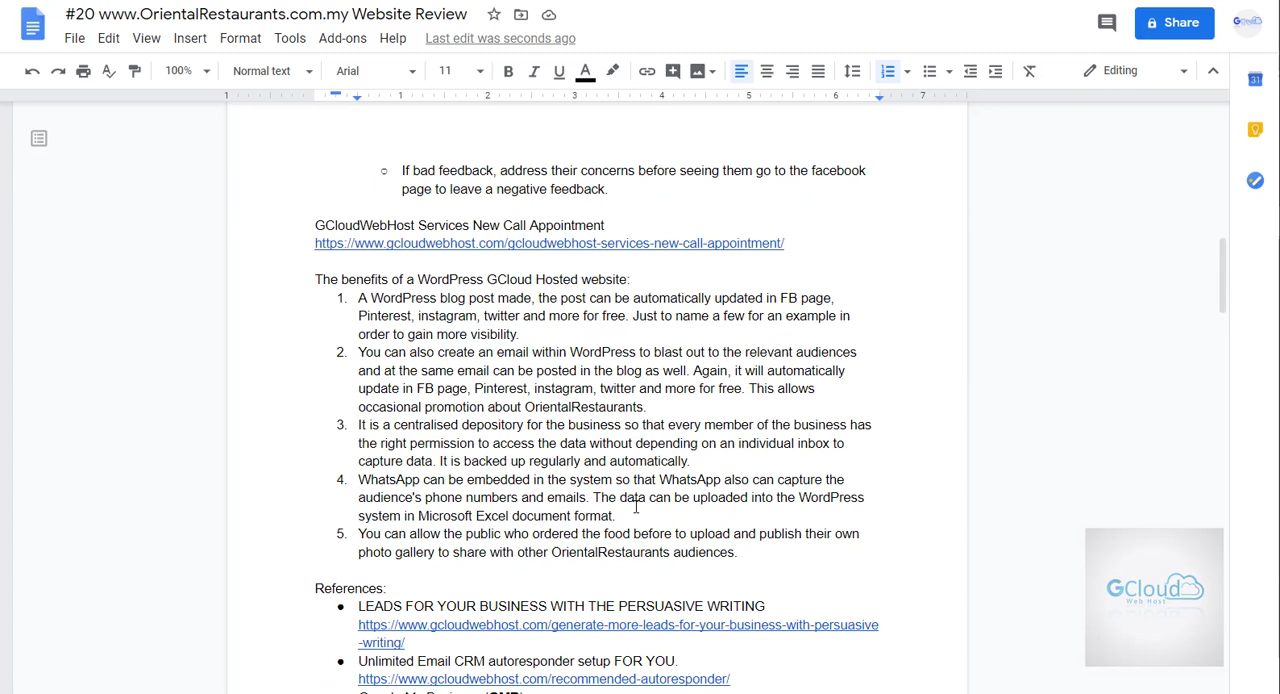 #20 www.OrientalRestaurants.com.my Website Review
File Edit View Insert Format Tools Add-ons Help Last edit was seconds ago
Share
GCloud
100% Normal text Arial 11 B I U A Editing
31
1 1 2 3 4 5 6 7
○ If bad feedback, address their concerns before seeing them go to the facebook
page to leave a negative feedback.
GCloudWebHost Services New Call Appointment
https://www.gcloudwebhost.com/gcloudwebhost-services-new-call-appointment/
The benefits of a WordPress GCloud Hosted website:
1. A WordPress blog post made, the post can be automatically updated in FB page,
Pinterest, instagram, twitter and more for free. Just to name a few for an example in
order to gain more visibility.
2. You can also create an email within WordPress to blast out to the relevant audiences
and at the same email can be posted in the blog as well. Again, it will automatically
update in FB page, Pinterest, instagram, twitter and more for free. This allows
occasional promotion about OrientalRestaurants.
3. It is a centralised depository for the business so that every member of the business has
the right permission to access the data without depending on an individual inbox to
capture data. It is backed up regularly and automatically.
4. WhatsApp can be embedded in the system so that WhatsApp also can capture the
audience's phone numbers and emails. The data can be uploaded into the WordPress
system in Microsoft Excel document format.
5. You can allow the public who ordered the food before to upload and publish their own
photo gallery to share with other OrientalRestaurants audiences.
References:
● LEADS FOR YOUR BUSINESS WITH THE PERSUASIVE WRITING
https://www.gcloudwebhost.com/generate-more-leads-for-your-business-with-persuasive
-writing/
● Unlimited Email CRM autoresponder setup FOR YOU.
https://www.gcloudwebhost.com/recommended-autoresponder/
GCloud
Web Host